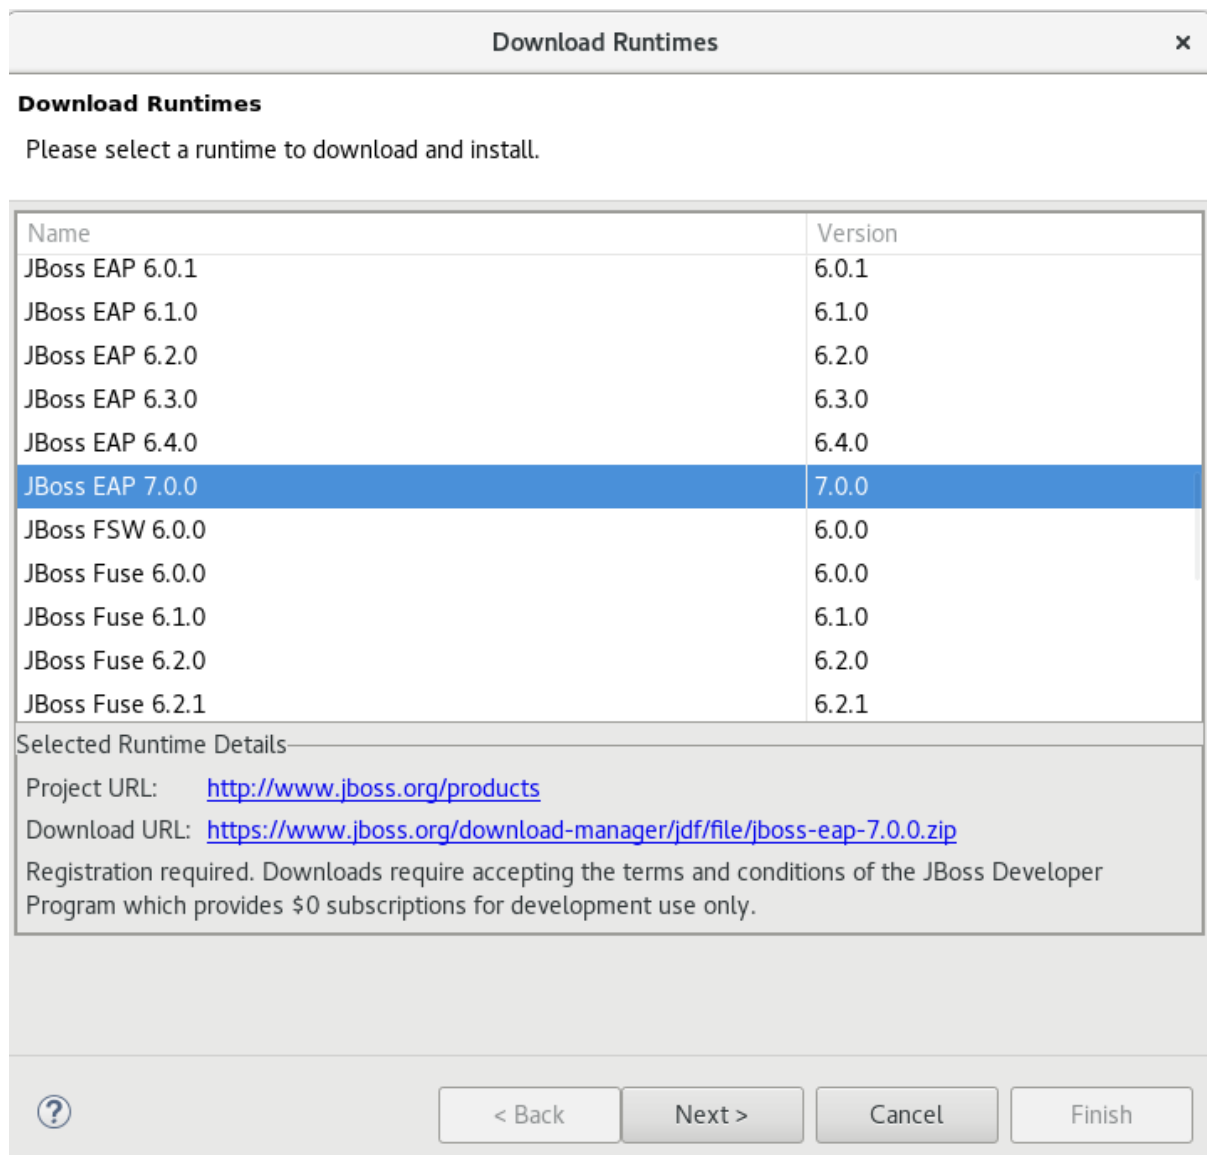 Download Runtimes ×
Download Runtimes
Please select a runtime to download and install.
Name Version
JBoss EAP 6.0.1 6.0.1
JBoss EAP 6.1.0 6.1.0
JBoss EAP 6.2.0 6.2.0
JBoss EAP 6.3.0 6.3.0
JBoss EAP 6.4.0 6.4.0
JBoss EAP 7.0.0 7.0.0
JBoss FSW 6.0.0 6.0.0
JBoss Fuse 6.0.0 6.0.0
JBoss Fuse 6.1.0 6.1.0
JBoss Fuse 6.2.0 6.2.0
JBoss Fuse 6.2.1 6.2.1
Selected Runtime Details
Project URL: http://www.jboss.org/products
Download URL: https://www.jboss.org/download-manager/jdf/file/jboss-eap-7.0.0.zip
Registration required. Downloads require accepting the terms and conditions of the JBoss Developer
Program which provides $0 subscriptions for development use only.
? < Back Next > Cancel Finish